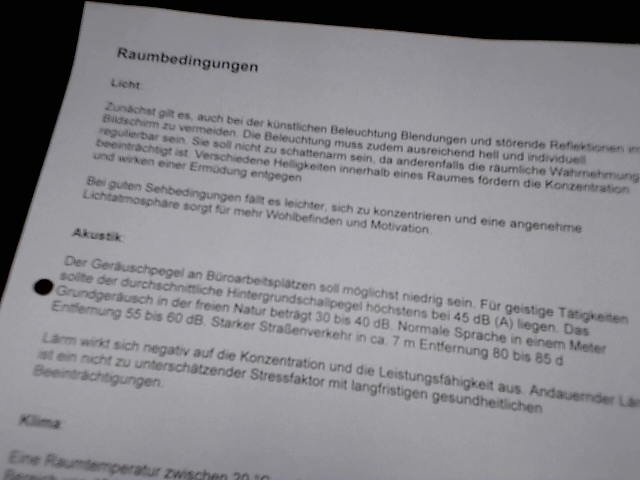 Raumbedingungen
Licht:
Zunächst gilt es, auch bei der künstlichen Beleuchtung Blendungen und störende Reflektionen im
Bildschirm zu vermeiden. Die Beleuchtung muss zudem ausreichend hell und individuell
regulierbar sein. Sie soll nicht zu schattenarm sein, da anderenfalls die räumliche Wahrnehmung
beeinträchtigt ist. Verschiedene Helligkeiten innerhalb eines Raumes fördern die Konzentration
und wirken einer Ermüdung entgegen
Bei guten Sehbedingungen fällt es leichter, sich zu konzentrieren und eine angenehme
Lichtatmosphäre sorgt für mehr Wohlbefinden und Motivation.
Akustik:
Der Geräuschpegel an Büroarbeitsplätzen soll möglichst niedrig sein. Für geistige Tätigkeiten
sollte der durchschnittliche Hintergrundschallpegel höchstens bei 45 dB (A) liegen. Das
Grundgeräusch in der freien Natur beträgt 30 bis 40 dB. Normale Sprache in einem Meter
Entfernung 55 bis 60 dB. Starker Straßenverkehr in ca. 7 m Entfernung 80 bis 85 d
Lärm wirkt sich negativ auf die Konzentration und die Leistungsfähigkeit aus. Andauernder Lär
ist ein nicht zu unterschätzender Stressfaktor mit langfristigen gesundheitlichen
Beeinträchtigungen.
Klima:
Eine Raumtemperatur zwischen 20 °C